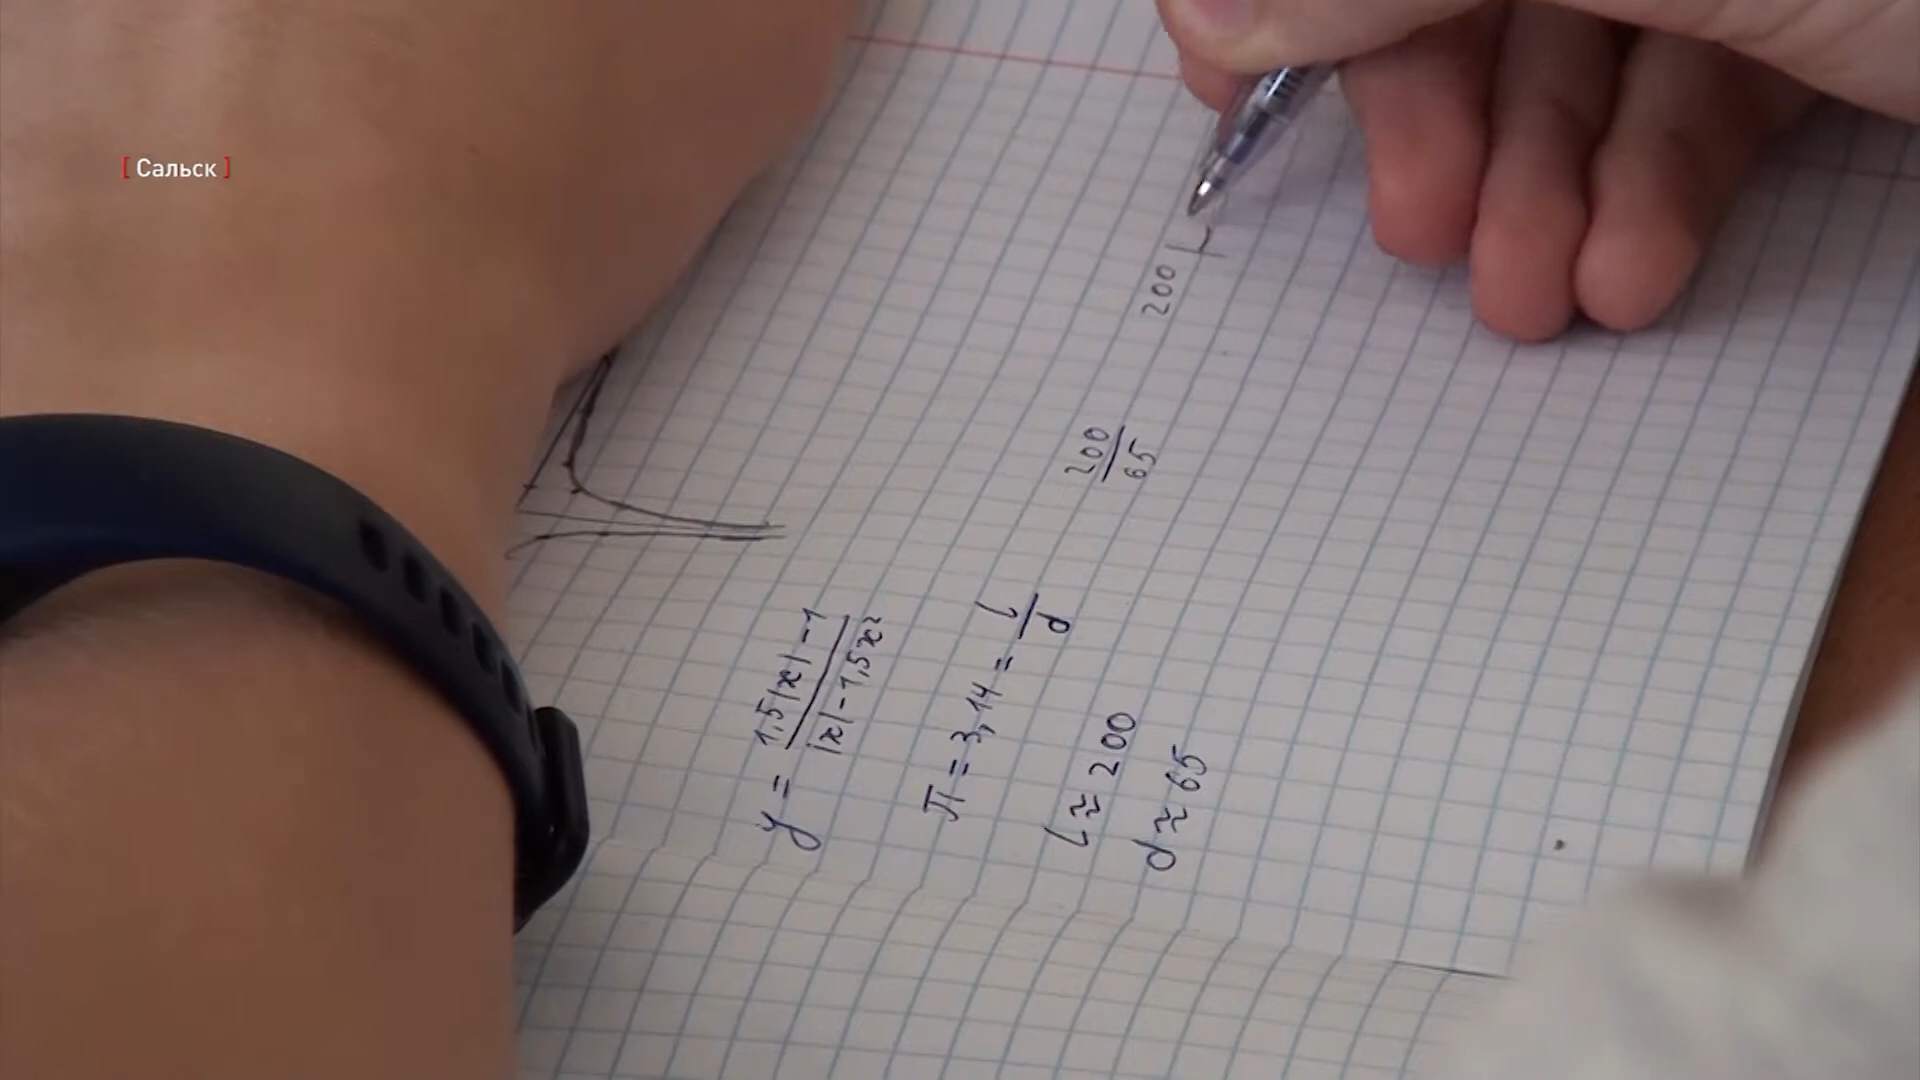 [ Сальск ]
y = 1,5|x| - 1 / |x| - 1,5x²
π = 3,14 = l / d
l ≈ 200
d ≈ 65
200 / 65
200